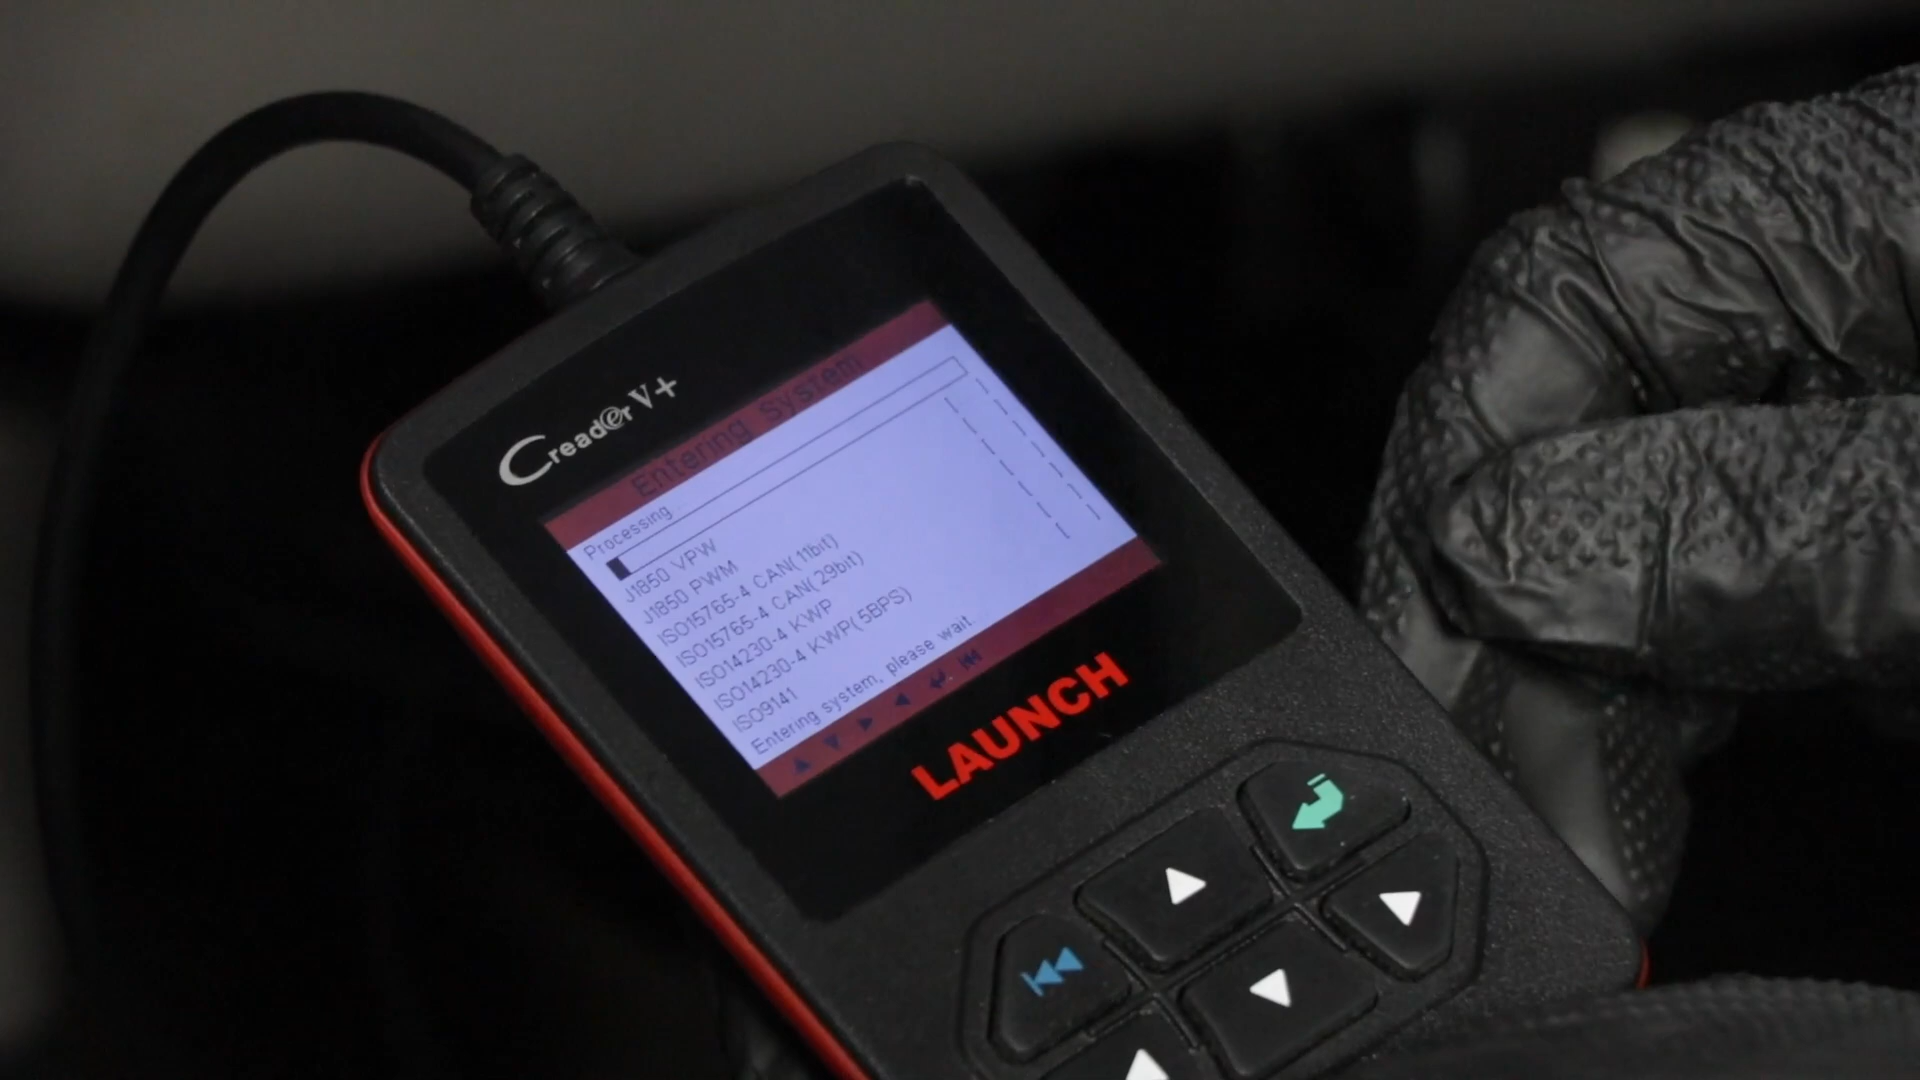 Cread@r V+
Entering System
Processing...
J1850 VPW
J1850 PWM
ISO15765-4 CAN(11bit)
ISO15765-4 CAN(29bit)
ISO14230-4 KWP
ISO14230-4 KWP(5BPS)
ISO9141
Entering system, please wait...
LAUNCH